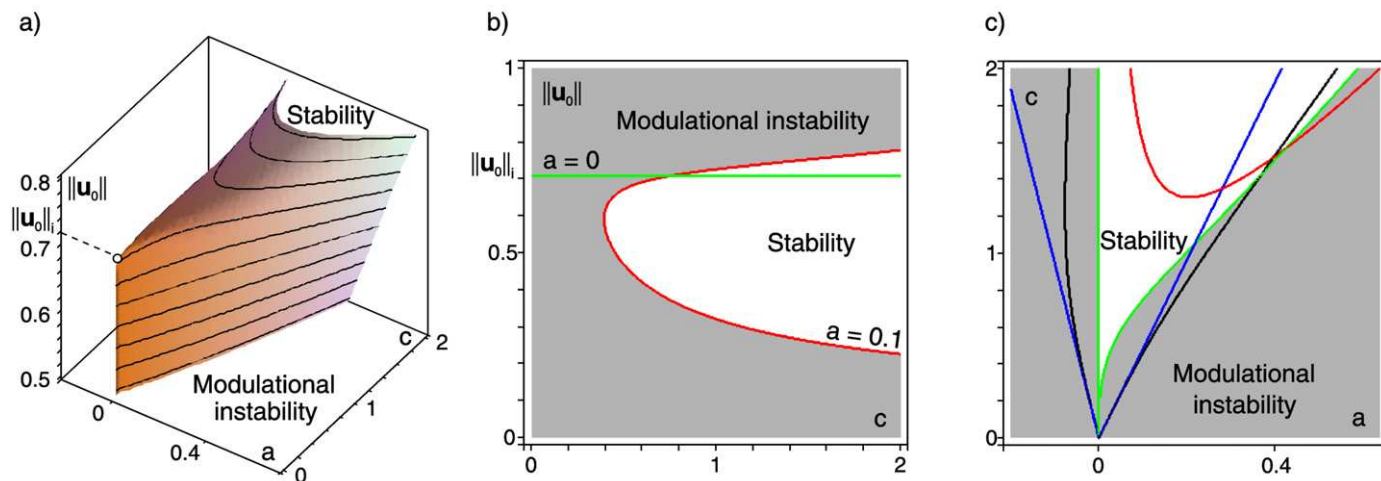 a)
Stability
0.8
||u₀||
||u₀||ᵢ
0.7
0.6
0.5
Modulational
instability
0
0.4
a
0
1
2
c
b)
1
||u₀||
Modulational instability
||u₀||ᵢ
a = 0
0.5
Stability
a = 0.1
0
c
0
1
2
c)
2
c
1
Stability
Modulational
instability
a
0
0
0.4